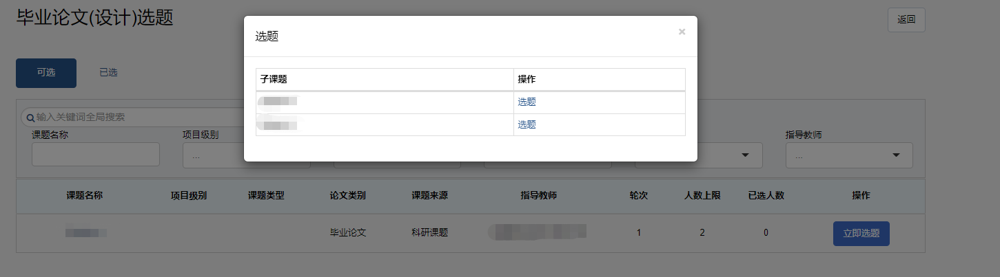 毕业论文(设计)选题
返回
选题
×
可选
已选
子课题
操作
选题
选题
输入关键词全局搜索
课题名称
项目级别
指导教师
...
...
课题名称
项目级别
课题类型
论文类别
课题来源
指导教师
轮次
人数上限
已选人数
操作
毕业论文
科研课题
1
2
0
立即选题